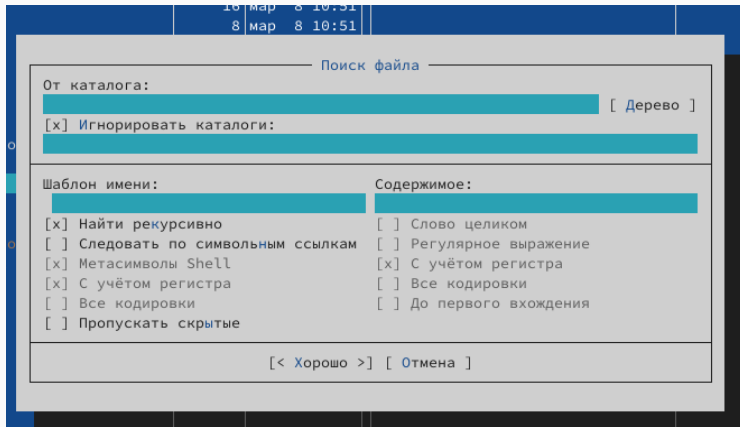 16 мар 8 10:51
8 мар 8 10:51
Поиск файла
От каталога:
[ Дерево ]
[x] Игнорировать каталоги:
Шаблон имени:
Содержимое:
[x] Найти рекурсивно
[ ] Слово целиком
[ ] Следовать по символьным ссылкам
[ ] Регулярное выражение
[x] Метасимволы Shell
[x] С учётом регистра
[x] С учётом регистра
[ ] Все кодировки
[ ] Все кодировки
[ ] До первого вхождения
[ ] Пропускать скрытые
[< Хорошо >] [ Отмена ]